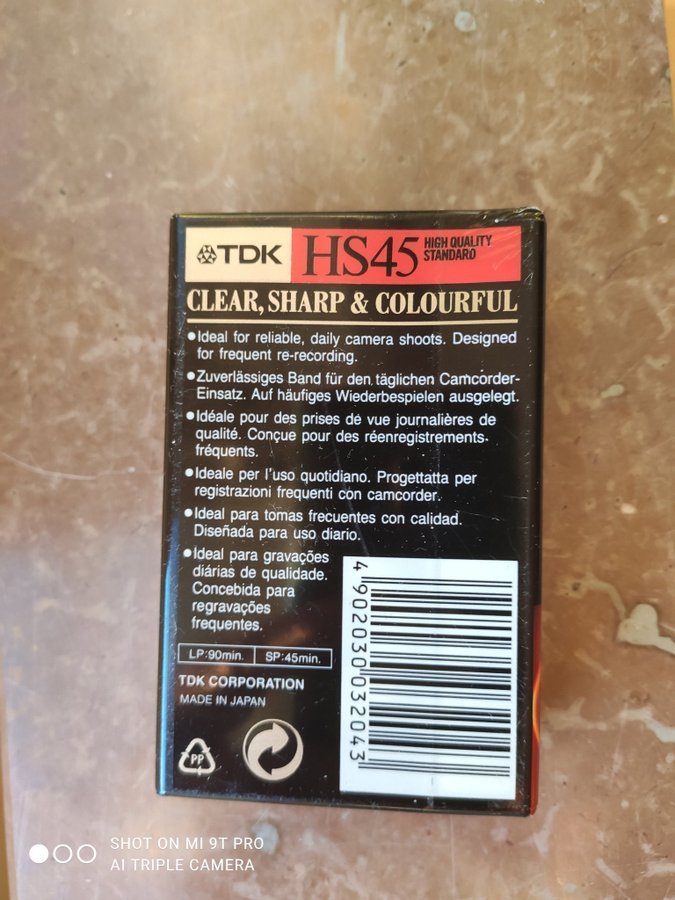 TDK HS45 HIGH QUALITY
STANDARD
CLEAR, SHARP & COLOURFUL
•Ideal for reliable, daily camera shoots. Designed
for frequent re-recording.
•Zuverlässiges Band für den täglichen Camcorder-
Einsatz. Auf häufiges Wiederbespielen ausgelegt.
•Idéale pour des prises de vue journalières de
qualité. Conçue pour des réenregistrements
fréquents.
•Ideale per l'uso quotidiano. Progettatta per
registrazioni frequenti con camcorder.
•Ideal para tomas frecuentes con calidad.
Diseñada para uso diario.
•Ideal para gravações
diárias de qualidade.
Concebida para
regravações
frequentes.
LP:90min. SP:45min.
TDK CORPORATION
MADE IN JAPAN
PP
4 902030 032043
SHOT ON MI 9T PRO
AI TRIPLE CAMERA